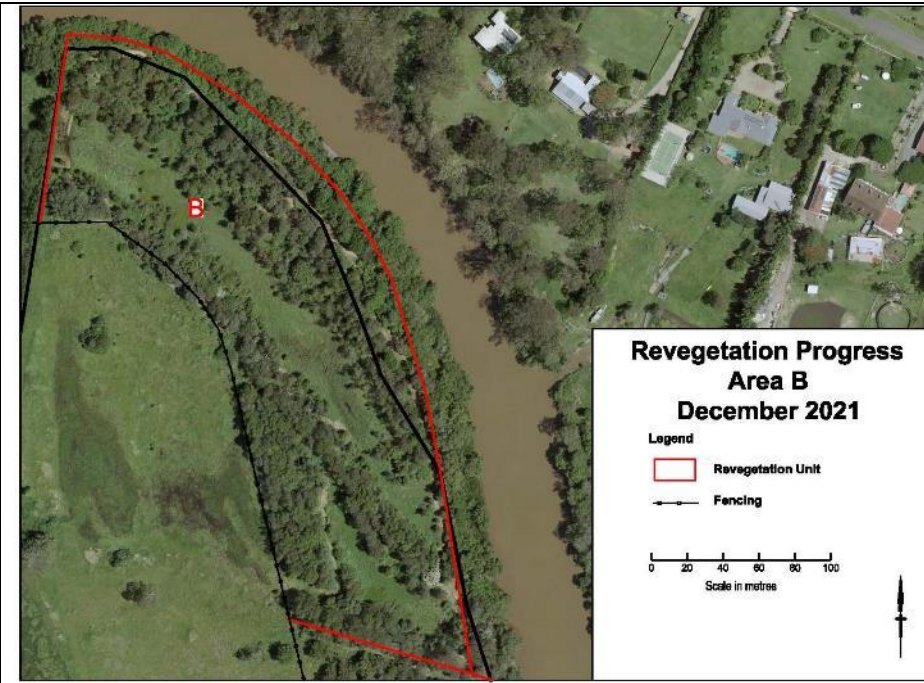 B
Revegetation Progress
Area B
December 2021
Legend
Revegetation Unit
Fencing
0 20 40 60 80 100
Scale in metres